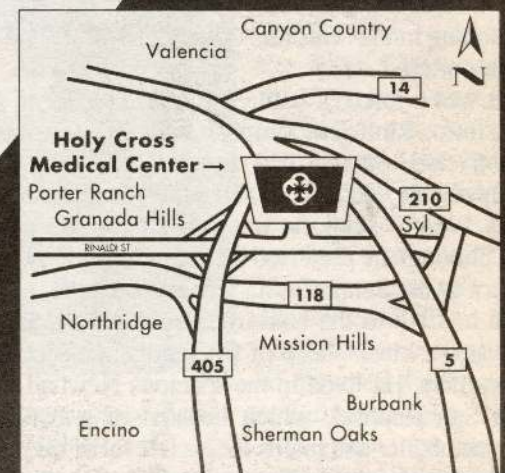 Canyon Country
Valencia
N
14
Holy Cross
Medical Center →
Porter Ranch
210
Granada Hills
Syl.
RINALDI ST
118
Northridge
Mission Hills
405
5
Burbank
Encino
Sherman Oaks